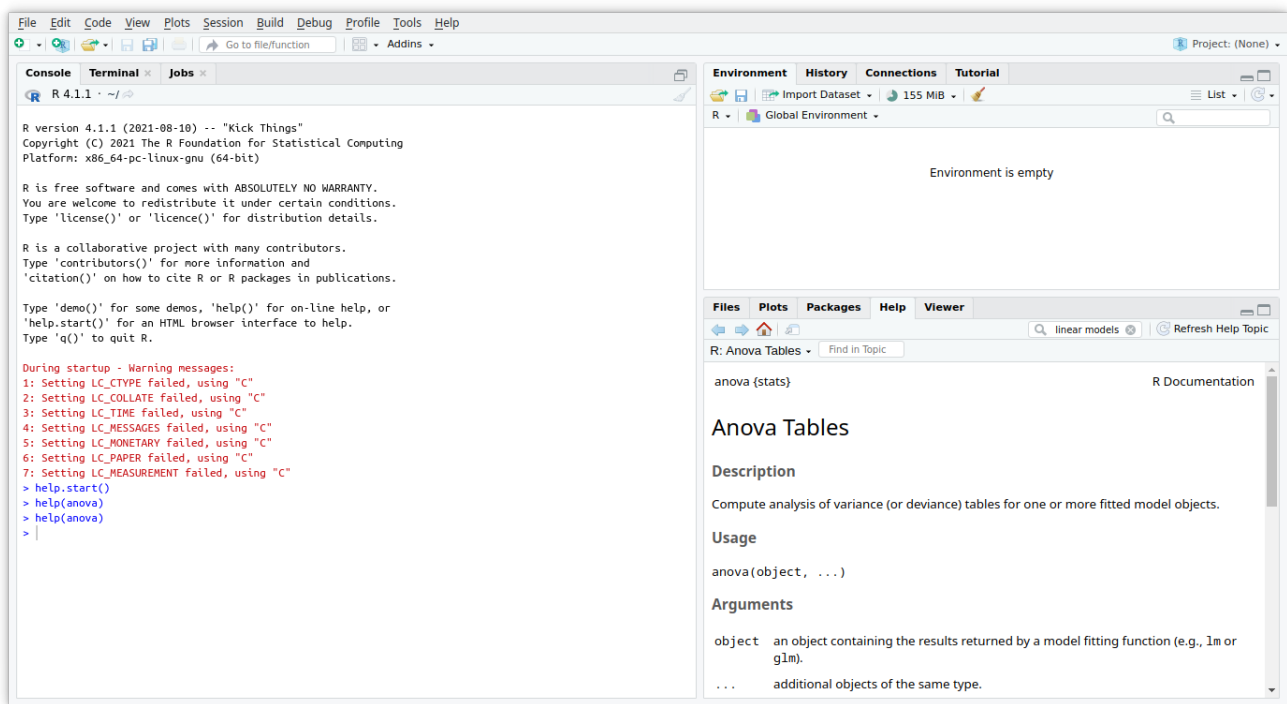 File Edit Code View Plots Session Build Debug Profile Tools Help
Go to file/function Addins Project: (None)
Console Terminal Jobs
R 4.1.1 · ~/
R version 4.1.1 (2021-08-10) -- "Kick Things"
Copyright (C) 2021 The R Foundation for Statistical Computing
Platform: x86_64-pc-linux-gnu (64-bit)
R is free software and comes with ABSOLUTELY NO WARRANTY.
You are welcome to redistribute it under certain conditions.
Type 'license()' or 'licence()' for distribution details.
R is a collaborative project with many contributors.
Type 'contributors()' for more information and
'citation()' on how to cite R or R packages in publications.
Type 'demo()' for some demos, 'help()' for on-line help, or
'help.start()' for an HTML browser interface to help.
Type 'q()' to quit R.
During startup - Warning messages:
1: Setting LC_CTYPE failed, using "C"
2: Setting LC_COLLATE failed, using "C"
3: Setting LC_TIME failed, using "C"
4: Setting LC_MESSAGES failed, using "C"
5: Setting LC_MONETARY failed, using "C"
6: Setting LC_PAPER failed, using "C"
7: Setting LC_MEASUREMENT failed, using "C"
> help.start()
> help(anova)
> help(anova)
>
Environment History Connections Tutorial
Import Dataset 155 MiB List
R Global Environment
Environment is empty
Files Plots Packages Help Viewer
linear models Refresh Help Topic
R: Anova Tables Find in Topic
anova {stats} R Documentation
Anova Tables
Description
Compute analysis of variance (or deviance) tables for one or more fitted model objects.
Usage
anova(object, ...)
Arguments
object an object containing the results returned by a model fitting function (e.g., lm or
glm).
... additional objects of the same type.